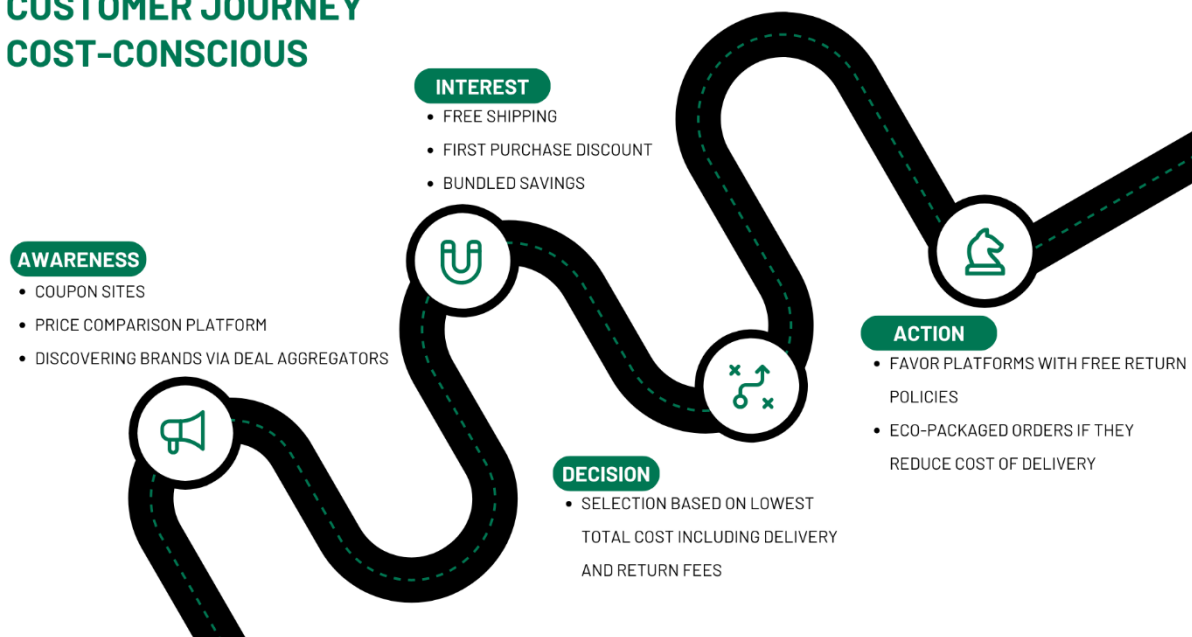 CUSTOMER JOURNEY
COST-CONSCIOUS
AWARENESS
• COUPON SITES
• PRICE COMPARISON PLATFORM
• DISCOVERING BRANDS VIA DEAL AGGREGATORS
INTEREST
• FREE SHIPPING
• FIRST PURCHASE DISCOUNT
• BUNDLED SAVINGS
DECISION
• SELECTION BASED ON LOWEST
TOTAL COST INCLUDING DELIVERY
AND RETURN FEES
ACTION
• FAVOR PLATFORMS WITH FREE RETURN
POLICIES
• ECO-PACKAGED ORDERS IF THEY
REDUCE COST OF DELIVERY